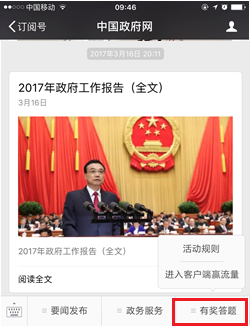 中国移动 09:46
订阅号 中国政府网
2017年3月16日 20:11
2017年政府工作报告（全文）
3月16日
2017年政府工作报告（全文）
阅读全文
活动规则
进入客户端赢流量
要闻发布 政务服务 有奖答题